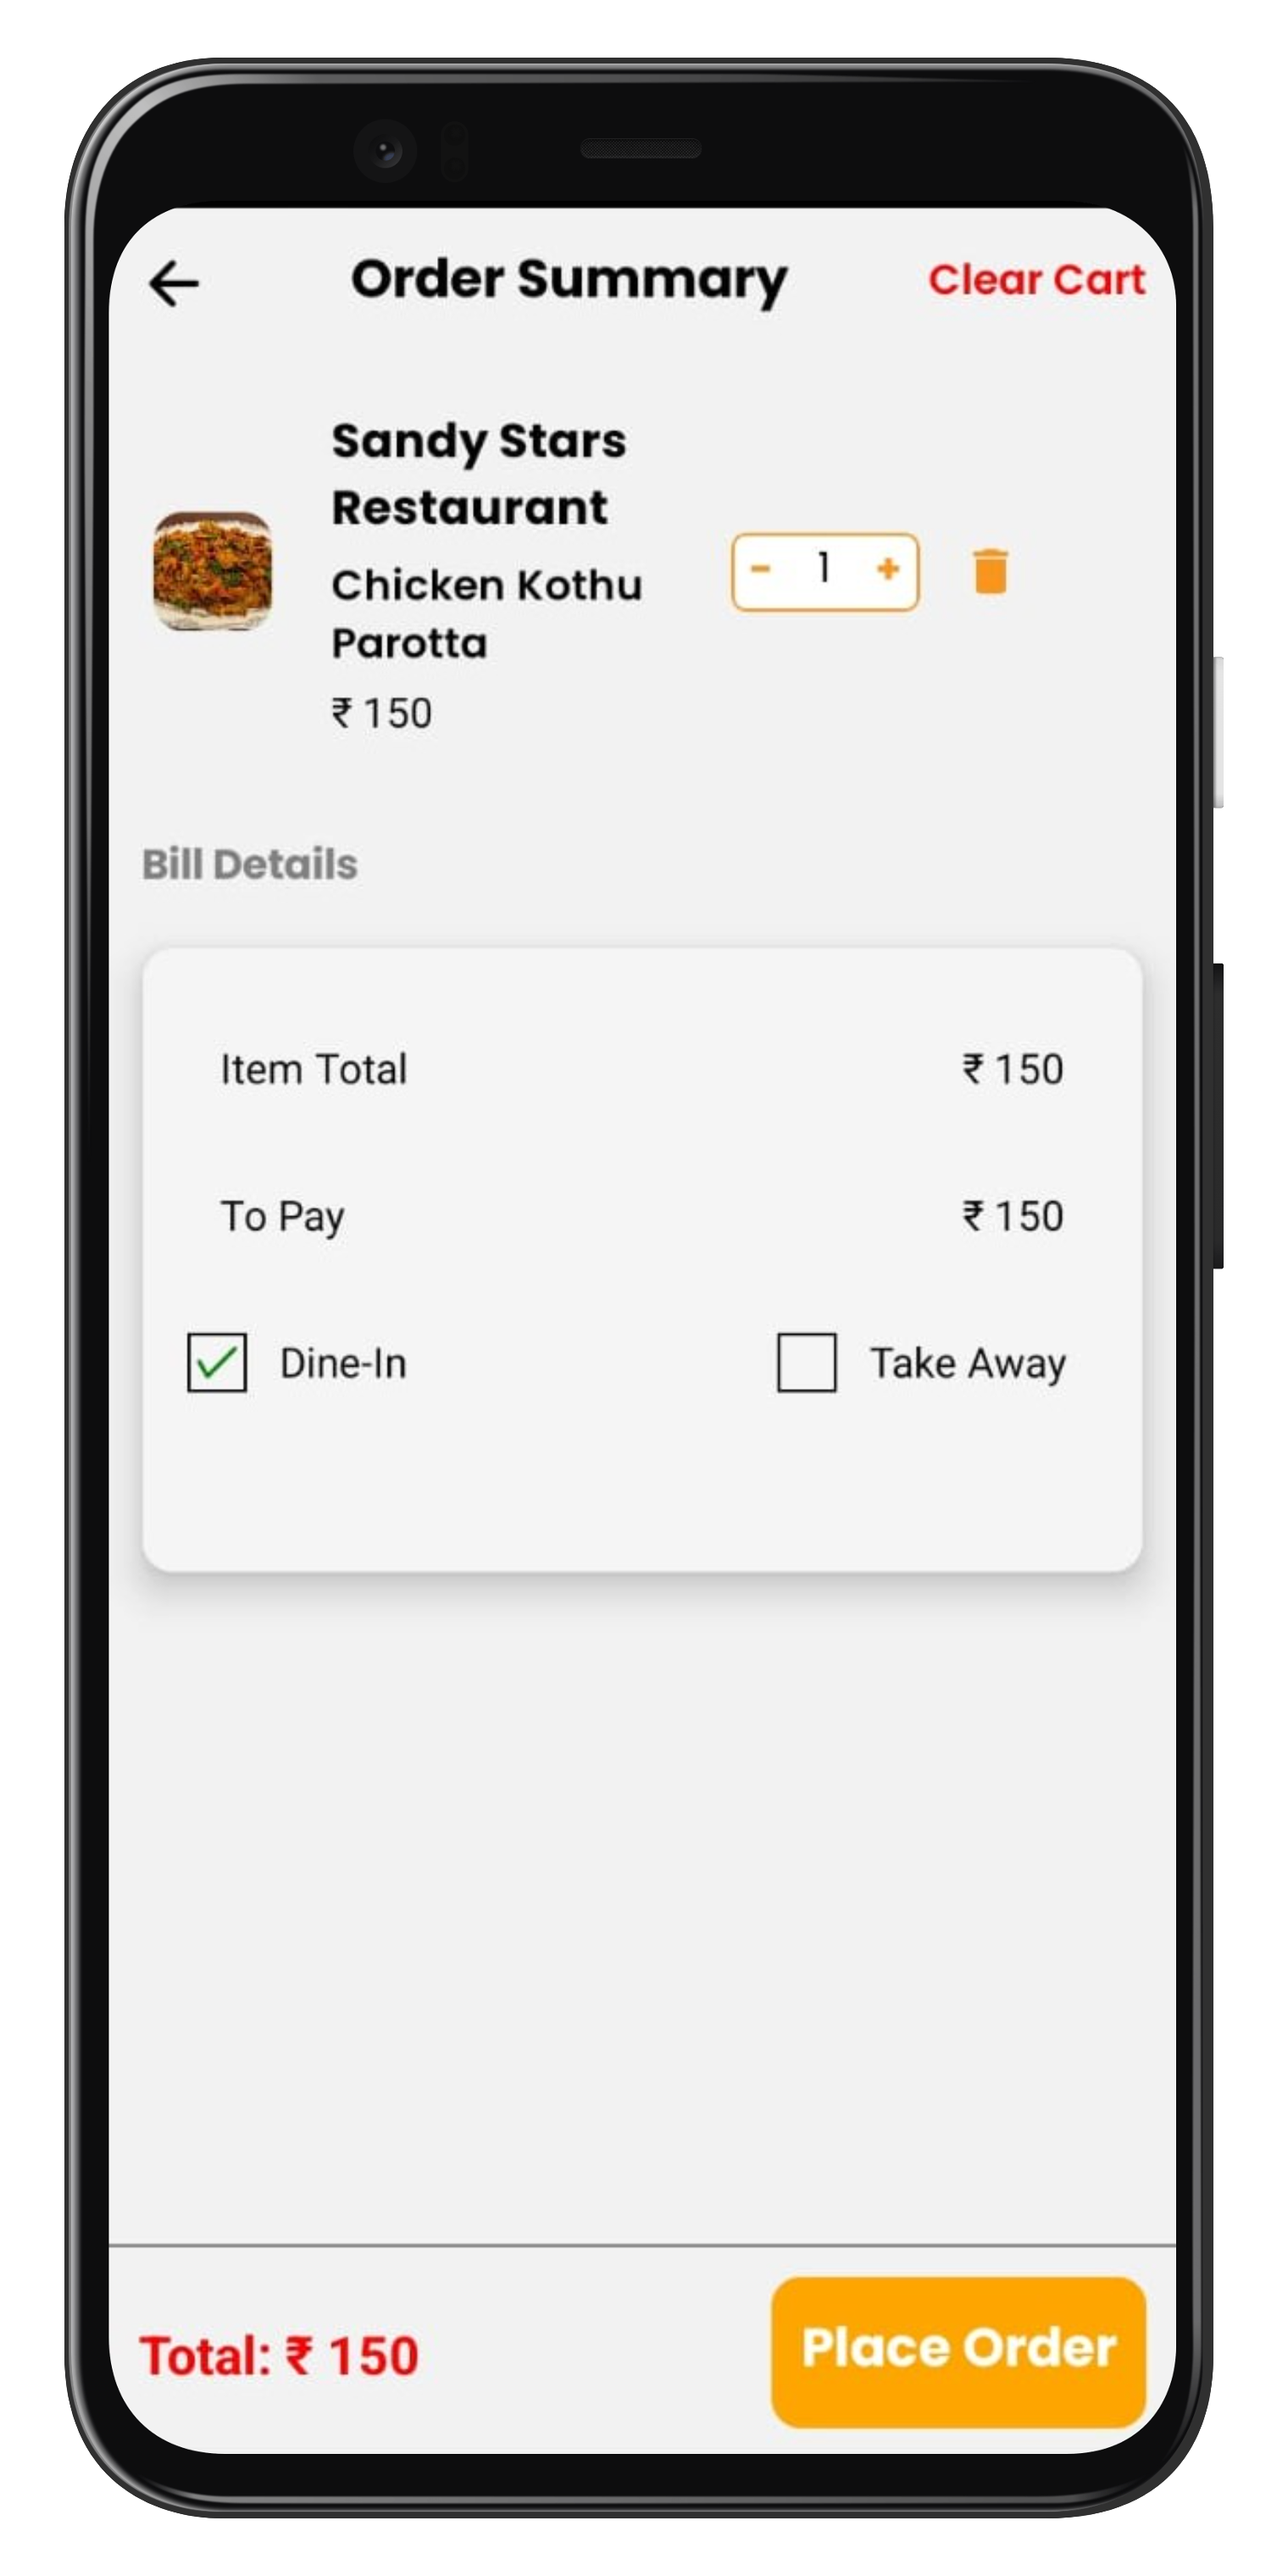 Order Summary
Clear Cart
Sandy Stars
Restaurant
Chicken Kothu
Parotta
₹ 150
- 1 +
Bill Details
Item Total ₹ 150
To Pay ₹ 150
Dine-In Take Away
Total: ₹ 150
Place Order